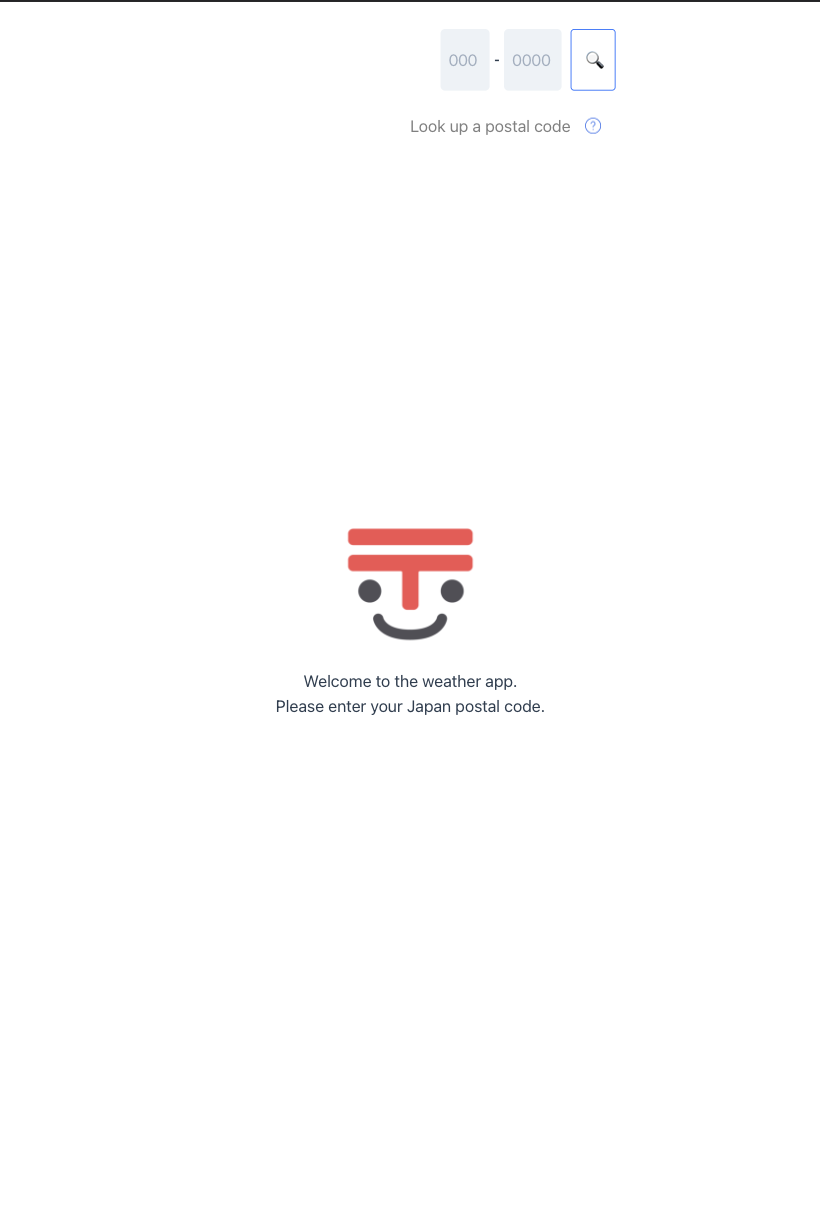 000 - 0000
Look up a postal code
Welcome to the weather app.
Please enter your Japan postal code.